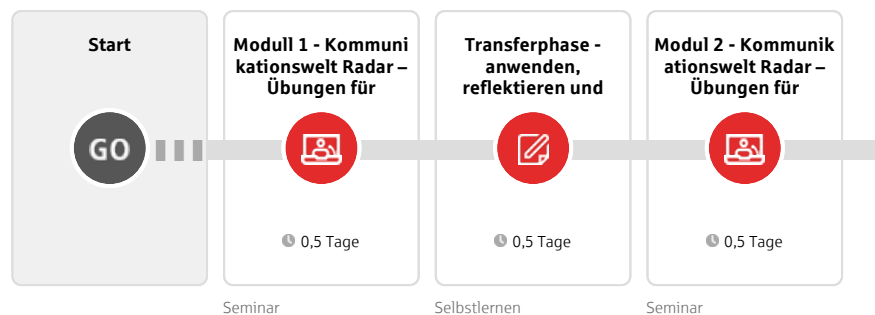 Start
GO
Modull 1 - Kommuni
kationswelt Radar –
Übungen für
0,5 Tage
Seminar
Transferphase -
anwenden,
reflektieren und
0,5 Tage
Selbstlernen
Modul 2 - Kommunik
ationswelt Radar –
Übungen für
0,5 Tage
Seminar